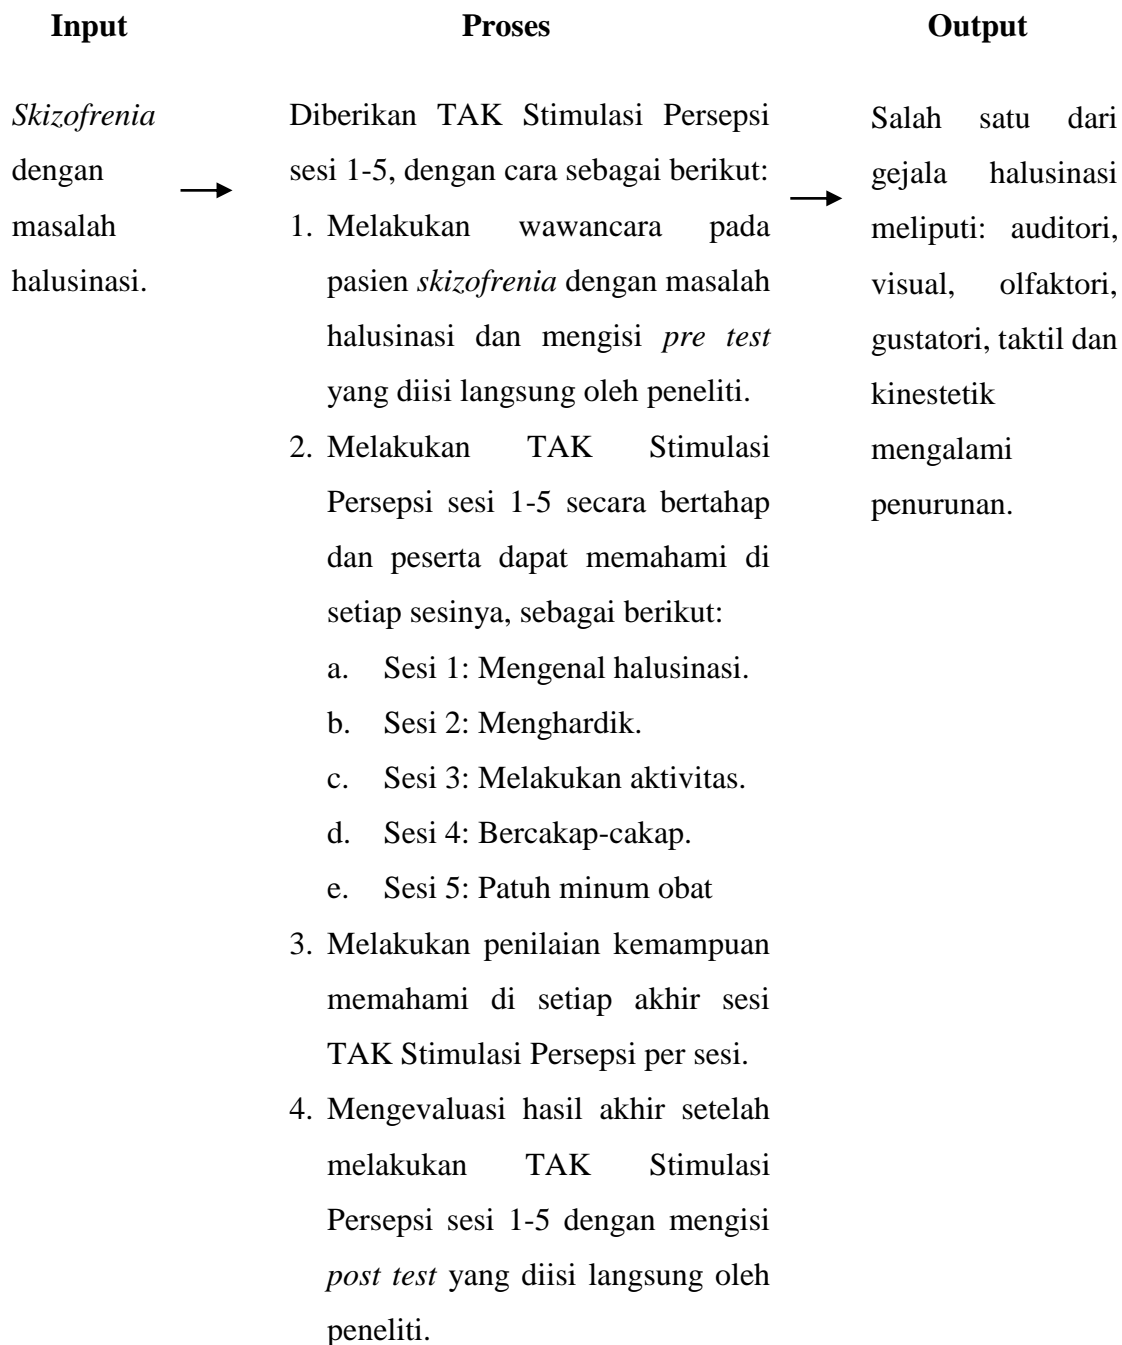 Input
Proses
Output
Skizofrenia
dengan
masalah
halusinasi.
Diberikan TAK Stimulasi Persepsi
sesi 1-5, dengan cara sebagai berikut:
1. Melakukan wawancara pada
pasien skizofrenia dengan masalah
halusinasi dan mengisi pre test
yang diisi langsung oleh peneliti.
2. Melakukan TAK Stimulasi
Persepsi sesi 1-5 secara bertahap
dan peserta dapat memahami di
setiap sesinya, sebagai berikut:
a. Sesi 1: Mengenal halusinasi.
b. Sesi 2: Menghardik.
c. Sesi 3: Melakukan aktivitas.
d. Sesi 4: Bercakap-cakap.
e. Sesi 5: Patuh minum obat
3. Melakukan penilaian kemampuan
memahami di setiap akhir sesi
TAK Stimulasi Persepsi per sesi.
4. Mengevaluasi hasil akhir setelah
melakukan TAK Stimulasi
Persepsi sesi 1-5 dengan mengisi
post test yang diisi langsung oleh
peneliti.
Salah satu dari
gejala halusinasi
meliputi: auditori,
visual, olfaktori,
gustatori, taktil dan
kinestetik
mengalami
penurunan.